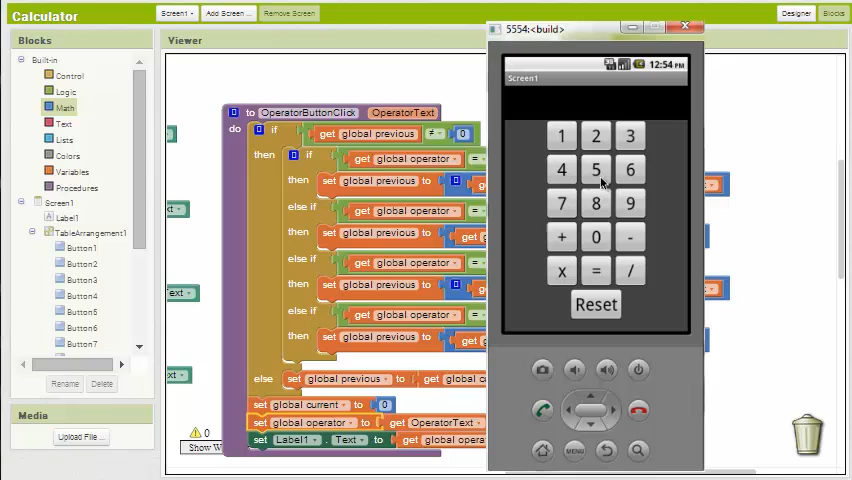 Calculator
Screen1
Add Screen ...
Remove Screen
Designer
Blocks
Blocks
Viewer
Built-in
Control
Logic
Math
Text
Lists
Colors
Variables
Procedures
Screen1
Label1
TableArrangement1
Button1
Button2
Button3
Button4
Button5
Button6
Button7
Rename
Delete
Media
Upload File ...
to OperatorButtonClick OperatorText
do if get global previous ≠ 0
then if get global operator =
then set global previous to
else if get global operator =
then set global previous to get
else if get global operator =
then set global previous to
else if get global operator =
then set global previous to get
else set global previous to get global
set global current to 0
set global operator to get OperatorText
set Label1 . Text to get global
0
Show W
5554:<build>
12:54 PM
Screen1
1 2 3
4 5 6
7 8 9
+ 0 -
x = /
Reset
MENU